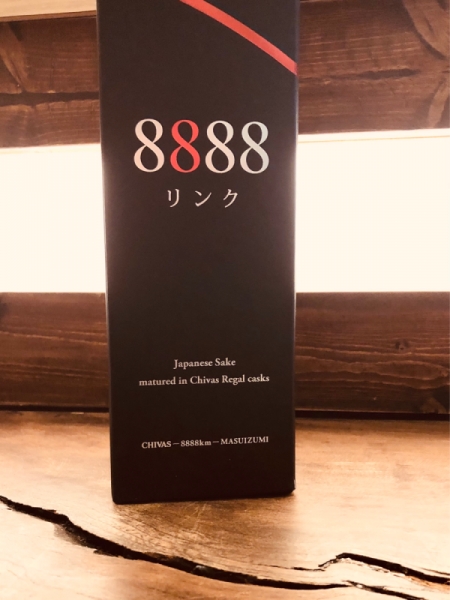 8888
リンク
Japanese Sake
matured in Chivas Regal casks
CHIVAS－8888km－MASUIZUMI